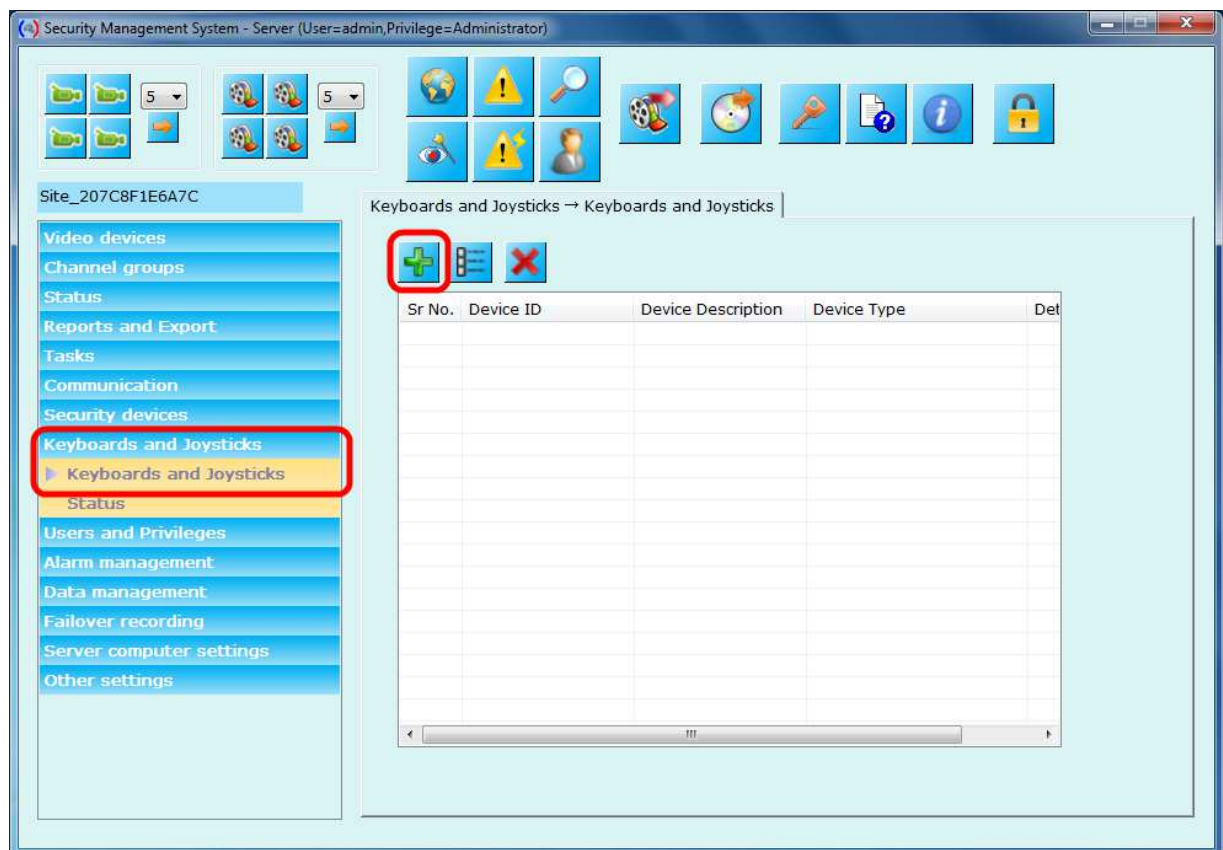 Security Management System - Server (User=admin,Privilege=Administrator)
5
5
Site_207C8F1E6A7C
Video devices
Channel groups
Status
Reports and Export
Tasks
Communication
Security devices
Keyboards and Joysticks
Keyboards and Joysticks
Status
Users and Privileges
Alarm management
Data management
Failover recording
Server computer settings
Other settings
Keyboards and Joysticks → Keyboards and Joysticks
Sr No. Device ID Device Description Device Type Det